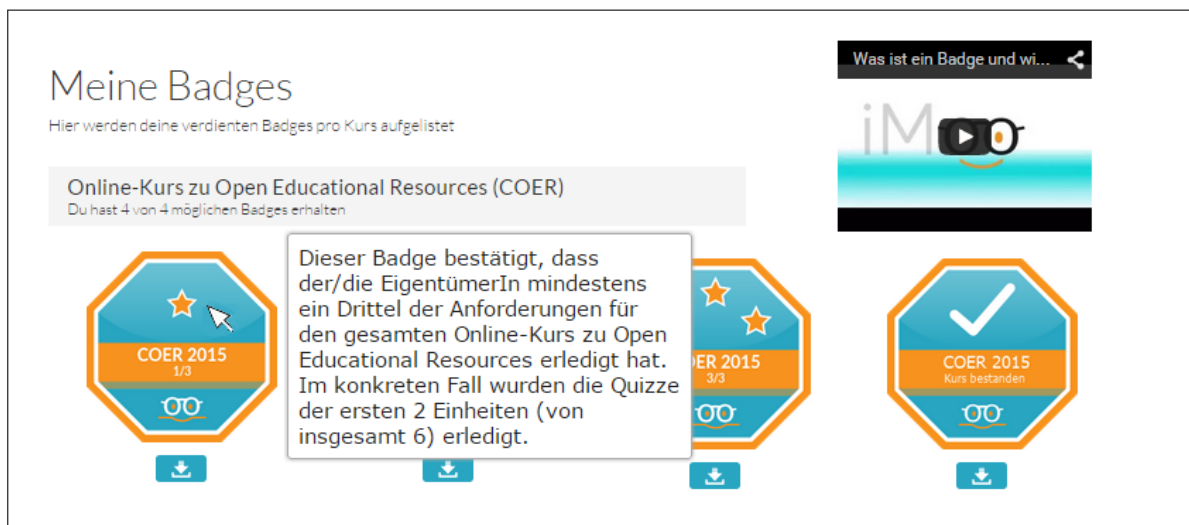 Was ist ein Badge und wi...
iMoo
Meine Badges
Hier werden deine verdienten Badges pro Kurs aufgelistet
Online-Kurs zu Open Educational Resources (COER)
Du hast 4 von 4 möglichen Badges erhalten
COER 2015
1/3
Dieser Badge bestätigt, dass
der/die EigentümerIn mindestens
ein Drittel der Anforderungen für
den gesamten Online-Kurs zu Open
Educational Resources erledigt hat.
Im konkreten Fall wurden die Quizze
der ersten 2 Einheiten (von
insgesamt 6) erledigt.
ER 2015
3/3
COER 2015
Kurs bestanden